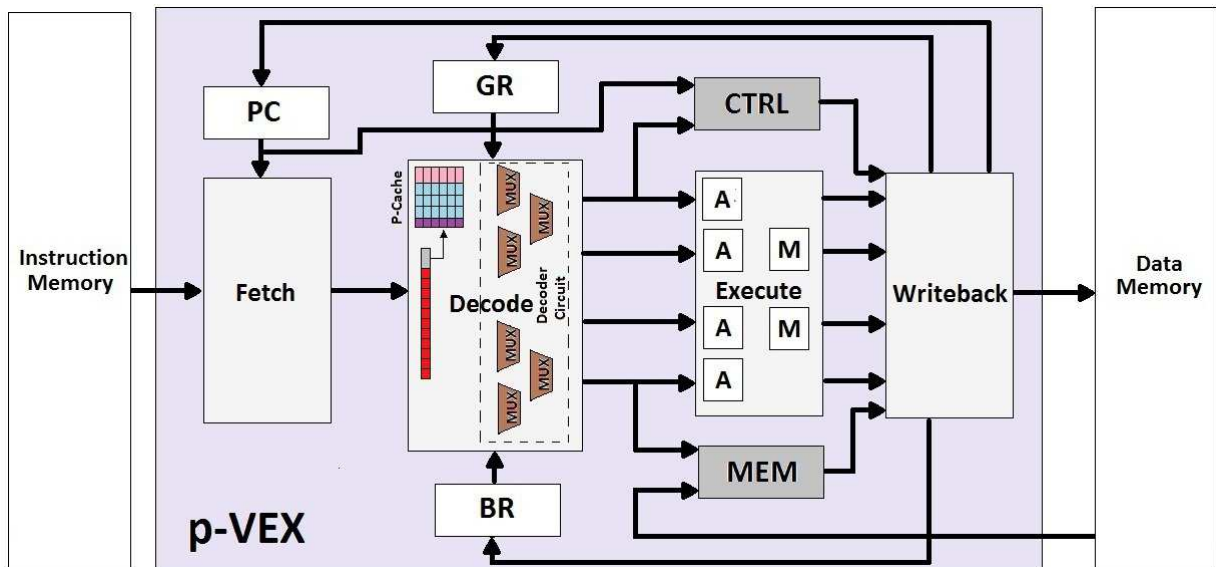 Instruction
Memory
PC
GR
CTRL
Fetch
P-Cache
MUX
MUX
MUX
Decode
Decoder
Circuit
MUX
MUX
MUX
A
A
M
Execute
A
M
A
Writeback
Data
Memory
MEM
BR
p-VEX